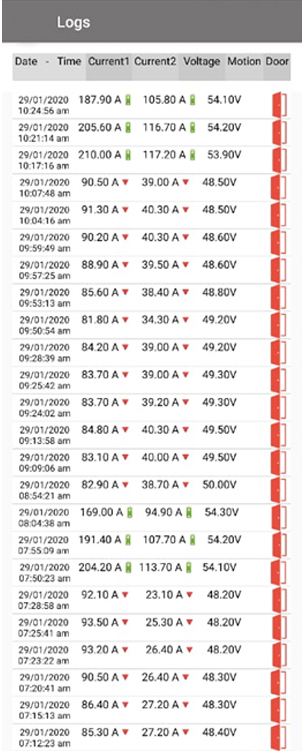 Logs
Date - Time Current1 Current2 Voltage Motion Door
29/01/2020 10:24:56 am 187.90 A 105.80 A 54.10V
29/01/2020 10:21:14 am 205.60 A 116.70 A 54.20V
29/01/2020 10:17:16 am 210.00 A 117.20 A 53.90V
29/01/2020 10:07:48 am 90.50 A 39.00 A 48.50V
29/01/2020 10:04:16 am 91.30 A 40.30 A 48.50V
29/01/2020 09:59:49 am 90.20 A 40.30 A 48.60V
29/01/2020 09:57:25 am 88.90 A 39.50 A 48.60V
29/01/2020 09:53:13 am 85.60 A 38.40 A 48.80V
29/01/2020 09:50:54 am 81.80 A 34.30 A 49.20V
29/01/2020 09:28:39 am 84.20 A 39.00 A 49.20V
29/01/2020 09:25:42 am 83.70 A 39.00 A 49.30V
29/01/2020 09:24:02 am 83.70 A 39.20 A 49.30V
29/01/2020 09:13:58 am 84.80 A 40.30 A 49.50V
29/01/2020 09:09:06 am 83.10 A 40.00 A 49.50V
29/01/2020 08:54:21 am 82.90 A 38.70 A 50.00V
29/01/2020 08:04:38 am 169.00 A 94.90 A 54.30V
29/01/2020 07:55:09 am 191.40 A 107.70 A 54.20V
29/01/2020 07:50:23 am 204.20 A 113.70 A 54.10V
29/01/2020 07:28:58 am 92.10 A 23.10 A 48.20V
29/01/2020 07:25:41 am 93.50 A 25.30 A 48.20V
29/01/2020 07:23:22 am 93.20 A 26.40 A 48.20V
29/01/2020 07:20:41 am 90.50 A 26.40 A 48.30V
29/01/2020 07:15:13 am 86.40 A 27.20 A 48.30V
29/01/2020 07:12:23 am 85.30 A 27.20 A 48.40V